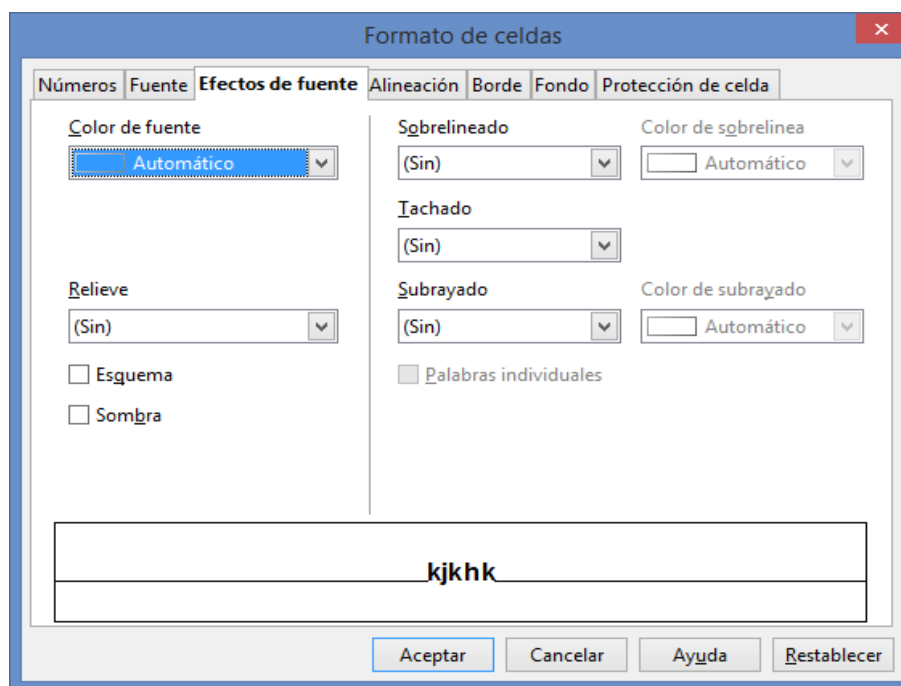 Formato de celdas
Números Fuente Efectos de fuente Alineación Borde Fondo Protección de celda
Color de fuente Sobrelineado Color de sobrelinea
Automático (Sin) Automático
Tachado
(Sin)
Relieve Subrayado Color de subrayado
(Sin) (Sin) Automático
Esquema Palabras individuales
Sombra
kjkhk
Aceptar Cancelar Ayuda Restablecer